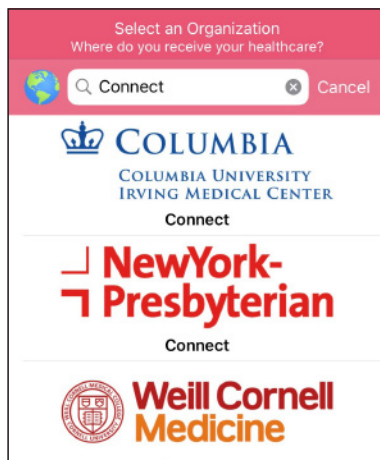 Select an Organization
Where do you receive your healthcare?
Connect
Cancel
COLUMBIA
COLUMBIA UNIVERSITY
IRVING MEDICAL CENTER
Connect
NewYork-
Presbyterian
Connect
Weill Cornell
Medicine